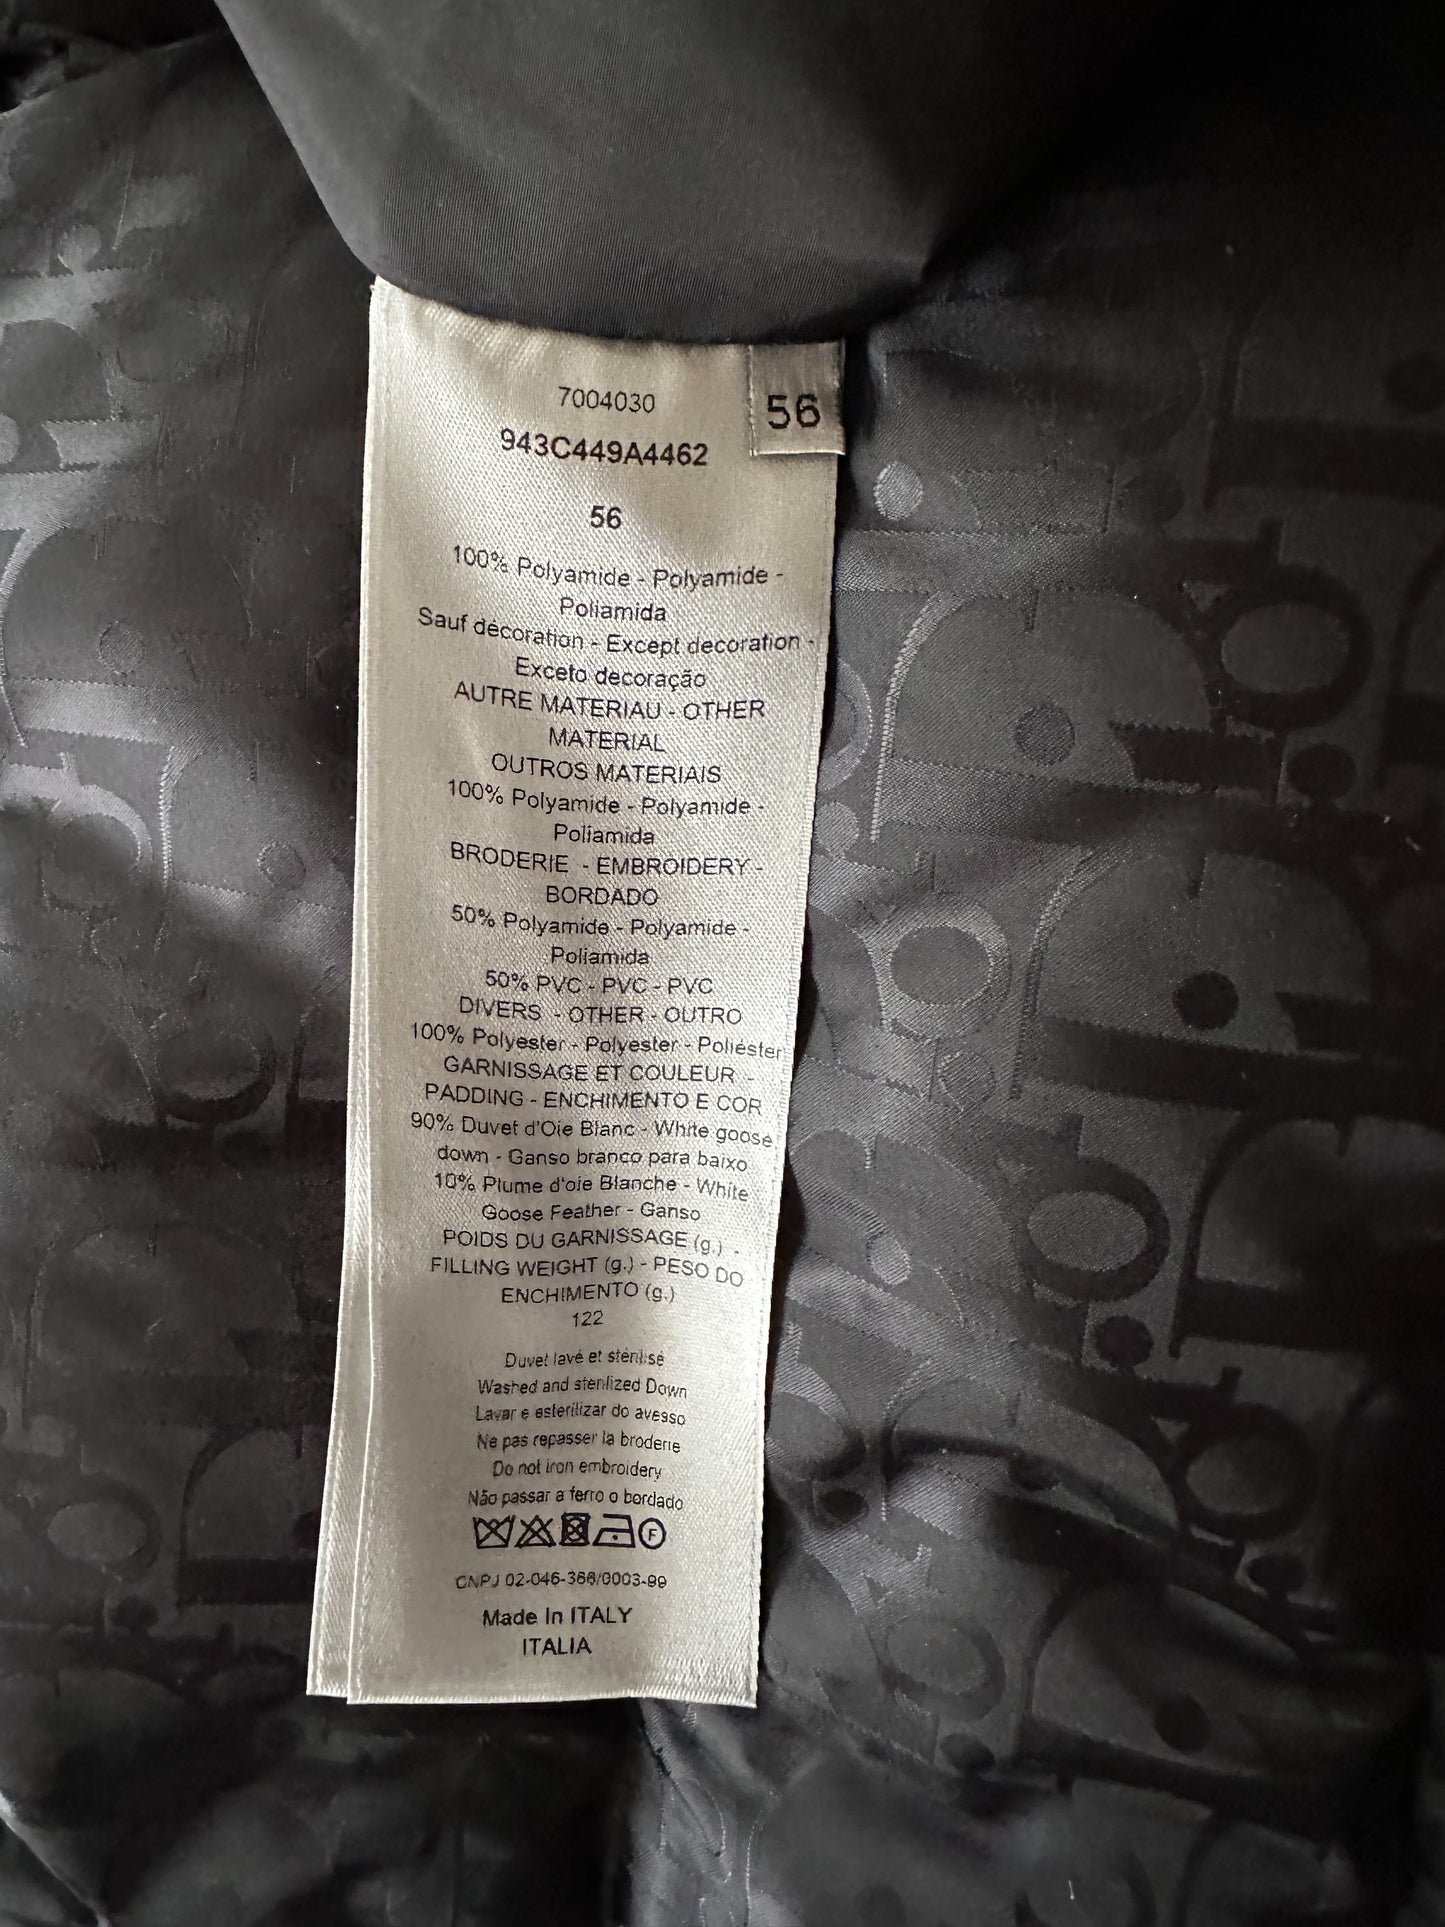 7004030
56
943C449A4462
56
100% Polyamide - Polyamide -
Poliamida
Sauf décoration - Except decoration -
Exceto decoração
AUTRE MATERIAU - OTHER
MATERIAL
OUTROS MATERIAIS
100% Polyamide - Polyamide -
Poliamida
BRODERIE - EMBROIDERY -
BORDADO
50% Polyamide - Polyamide -
Poliamida
50% PVC - PVC - PVC
DIVERS - OTHER - OUTRO
100% Polyester - Polyester - Poliéster
GARNISSAGE ET COULEUR -
PADDING - ENCHIMENTO E COR
90% Duvet d'Oie Blanc - White goose
down - Ganso branco para baixo
10% Plume d'oie Blanche - White
Goose Feather - Ganso
POIDS DU GARNISSAGE (g.) -
FILLING WEIGHT (g.) - PESO DO
ENCHIMENTO (g.)
122
Duvet lavé et stérilisé
Washed and sterilized Down
Lavar e esterilizar do avesso
Ne pas repasser la broderie
Do not iron embroidery
Não passar a ferro o bordado
F
CNPJ 02-046-366/0003-99
Made In ITALY
ITALIA